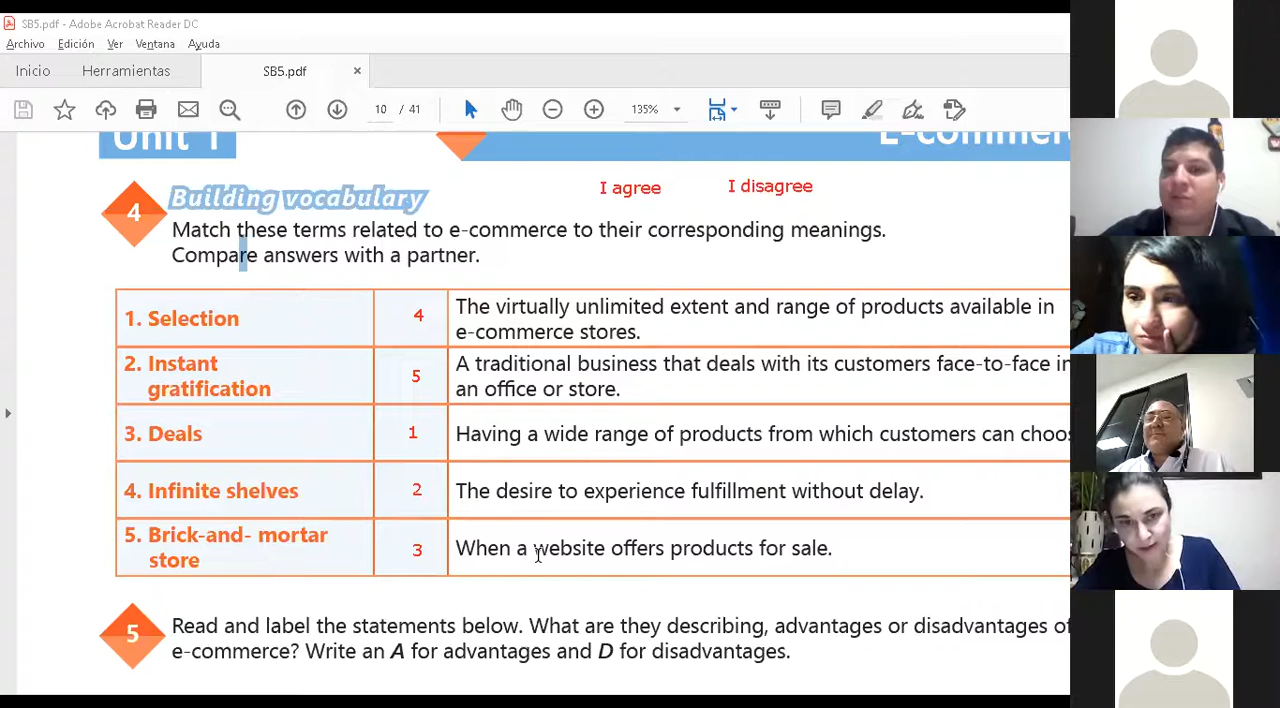 SB5.pdf - Adobe Acrobat Reader DC
Archivo Edición Ver Ventana Ayuda
Inicio Herramientas SB5.pdf ×
10 / 41 135%
Unit 1 E-commerc
I agree I disagree
4 Building vocabulary
Match these terms related to e-commerce to their corresponding meanings.
Compare answers with a partner.
1. Selection 4 The virtually unlimited extent and range of products available in
e-commerce stores.
2. Instant gratification 5 A traditional business that deals with its customers face-to-face in
an office or store.
3. Deals 1 Having a wide range of products from which customers can choos
4. Infinite shelves 2 The desire to experience fulfillment without delay.
5. Brick-and- mortar store 3 When a website offers products for sale.
5 Read and label the statements below. What are they describing, advantages or disadvantages of
e-commerce? Write an A for advantages and D for disadvantages.